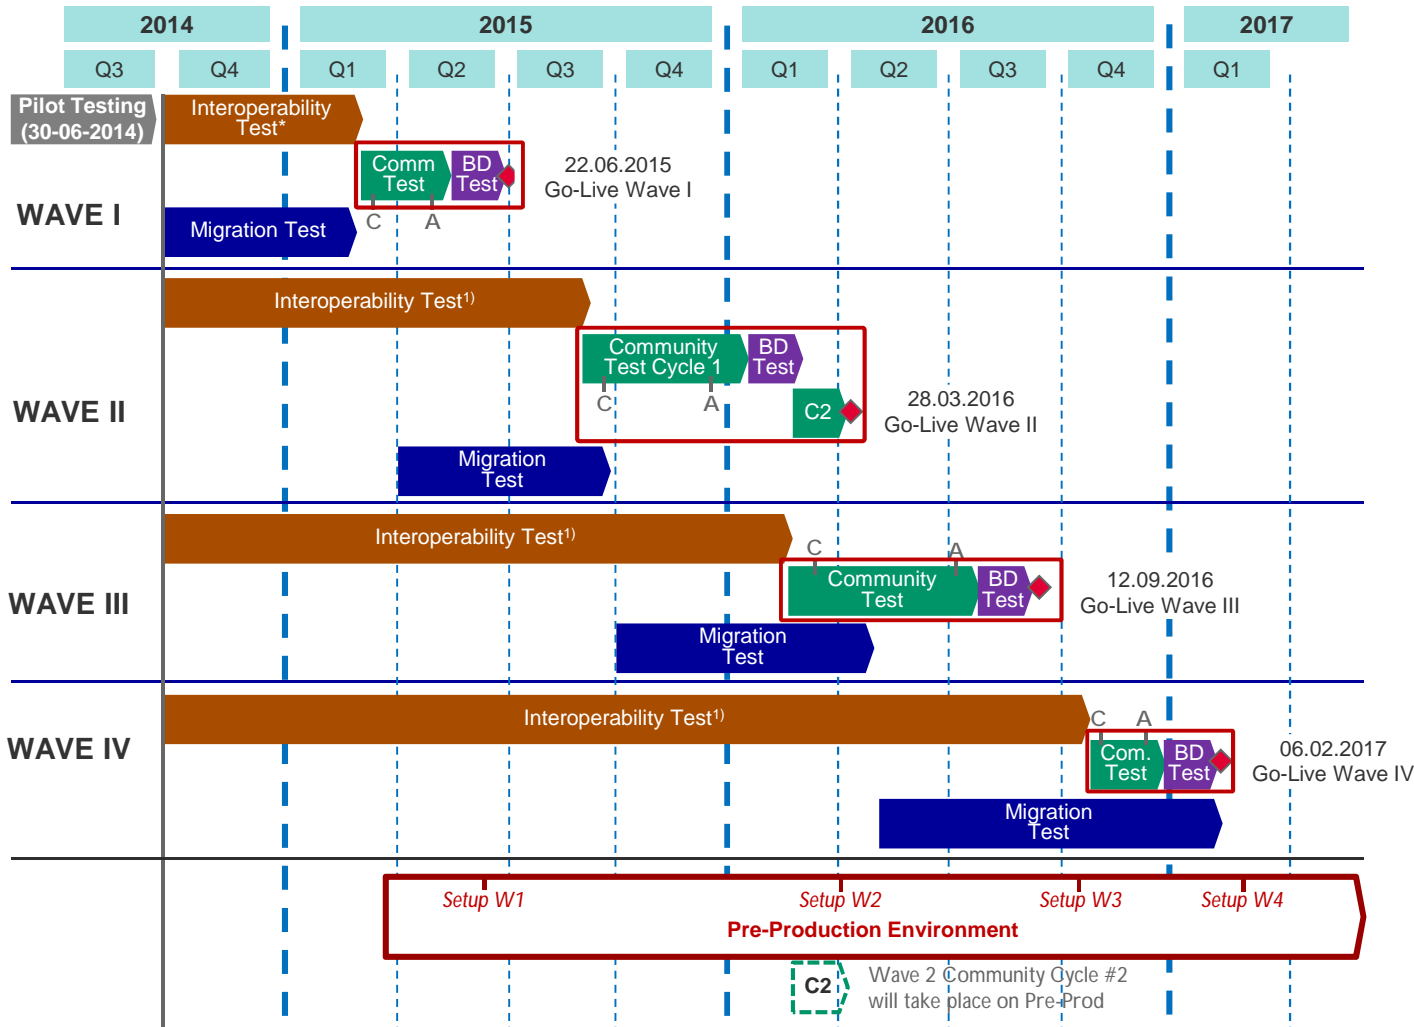 2014
2015
2016
2017
Q3
Q4
Q1
Q2
Q3
Q4
Q1
Q2
Q3
Q4
Q1
Pilot Testing
(30-06-2014)
Interoperability
Test*
Comm
Test
BD
Test
C
A
22.06.2015
Go-Live Wave I
WAVE I
Migration Test
Interoperability Test¹⁾
Community
Test Cycle 1
BD
Test
C
A
C2
28.03.2016
Go-Live Wave II
WAVE II
Migration
Test
Interoperability Test¹⁾
C
A
Community
Test
BD
Test
12.09.2016
Go-Live Wave III
WAVE III
Migration
Test
Interoperability Test¹⁾
C
A
WAVE IV
Com.
Test
BD
Test
06.02.2017
Go-Live Wave IV
Migration
Test
Setup W1
Setup W2
Setup W3
Setup W4
Pre-Production Environment
C2
Wave 2 Community Cycle #2
will take place on Pre-Prod